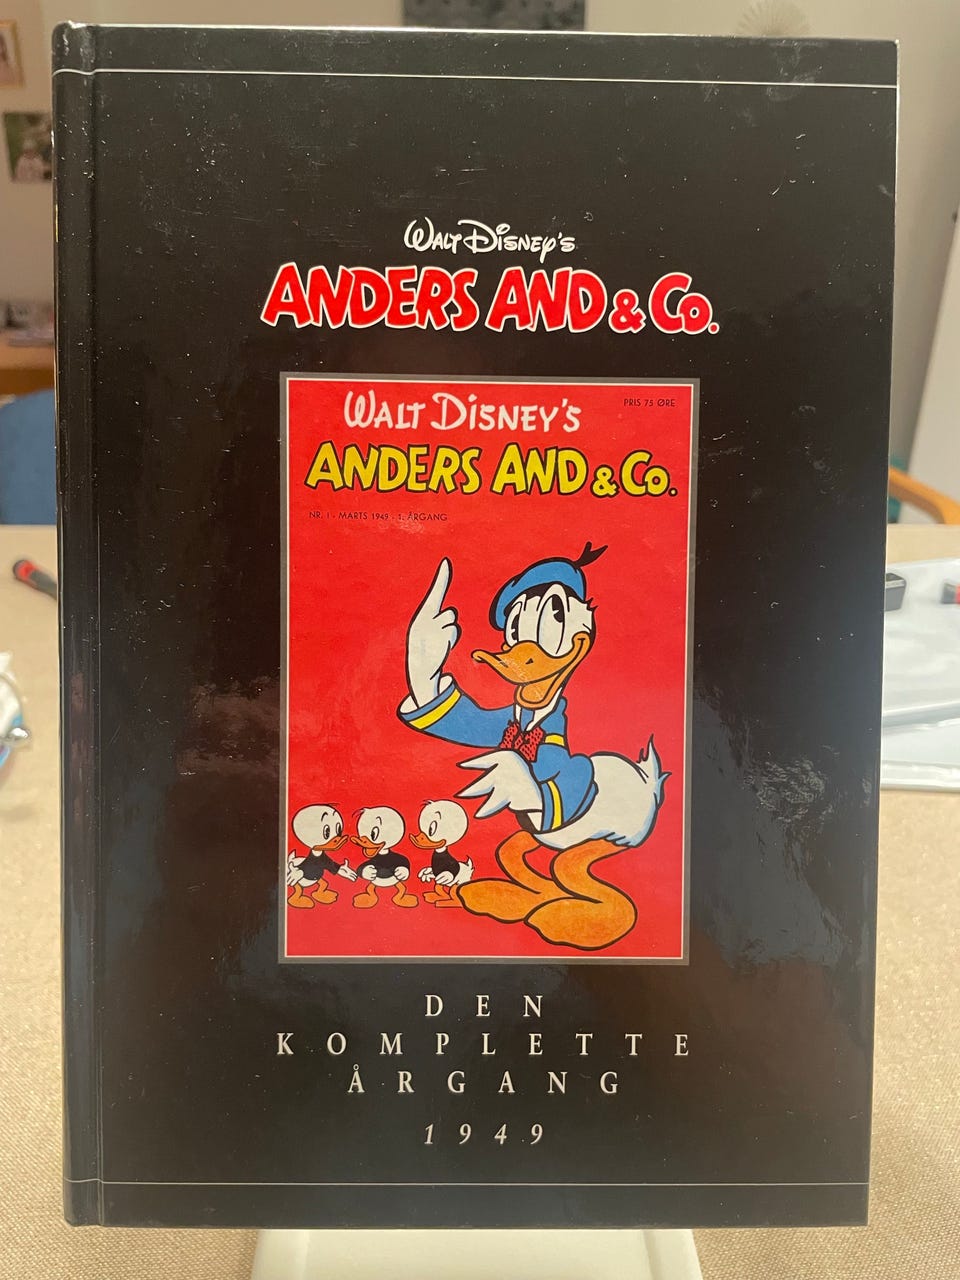 WALT DISNEY'S
ANDERS AND & Co.
WALT DISNEY'S
PRIS 75 ØRE
ANDERS AND & Co.
NR. 1 - MARTS 1949 - 1. ÅRGANG
DEN
KOMPLETTE
ÅRGANG
1949